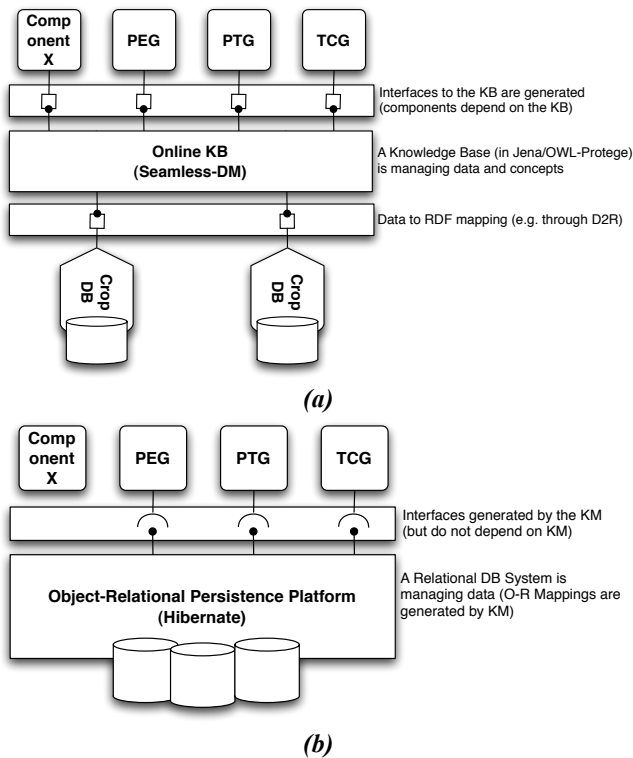 Comp
onent
X
PEG
PTG
TCG
Interfaces to the KB are generated
(components depend on the KB)
Online KB
(Seamless-DM)
A Knowledge Base (in Jena/OWL-Protege)
is managing data and concepts
Data to RDF mapping (e.g. through D2R)
Crop
DB
Crop
DB
(a)
Comp
onent
X
PEG
PTG
TCG
Interfaces generated by the KM
(but do not depend on KM)
Object-Relational Persistence Platform
(Hibernate)
A Relational DB System is
managing data (O-R Mappings are
generated by KM)
(b)